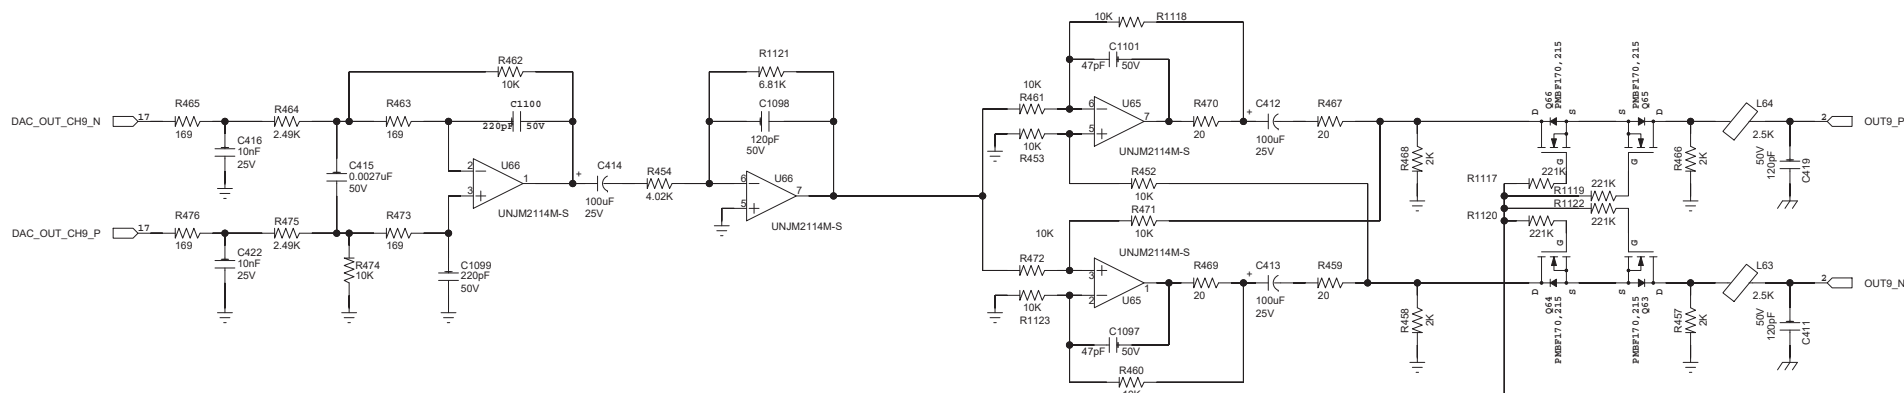 10K
R1118
C1101
47pF
50V
R462
10K
R1121
6.81K
C1100
220pF
50V
C1098
120pF
50V
DAC_OUT_CH9_N
17
R465
169
R464
2.49K
R463
169
C416
10nF
25V
C415
0.0027uF
50V
2
3
U66
1
UNJM2114M-S
+
C414
100uF
25V
R454
4.02K
6
5
U66
7
UNJM2114M-S
DAC_OUT_CH9_P
17
R476
169
R475
2.49K
R473
169
C422
10nF
25V
R474
10K
C1099
220pF
50V
10K
R461
10K
R453
6
5
U65
7
UNJM2114M-S
R470
20
+
C412
100uF
25V
R467
20
R452
10K
R471
10K
10K
R472
10K
R1123
3
2
UNJM2114M-S
1
U65
R469
20
+
C413
100uF
25V
R459
20
C1097
47pF
50V
R460
R468
2K
R458
2K
D
Q66
PMBF170,215
S
G
PMBF170,215
Q65
S
D
G
R1117
221K
R1119
221K
R1122
221K
R1120
221K
G
D
Q64
PMBF170,215
S
G
S
PMBF170,215
Q63
D
R466
2K
L64
2.5K
50V
120pF
C419
2
OUT9_P
R457
2K
L63
2.5K
50V
120pF
C411
2
OUT9_N